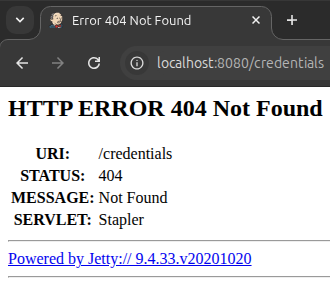 Error 404 Not Found
localhost:8080/credentials
HTTP ERROR 404 Not Found
URI: /credentials
STATUS: 404
MESSAGE: Not Found
SERVLET: Stapler
Powered by Jetty:// 9.4.33.v20201020